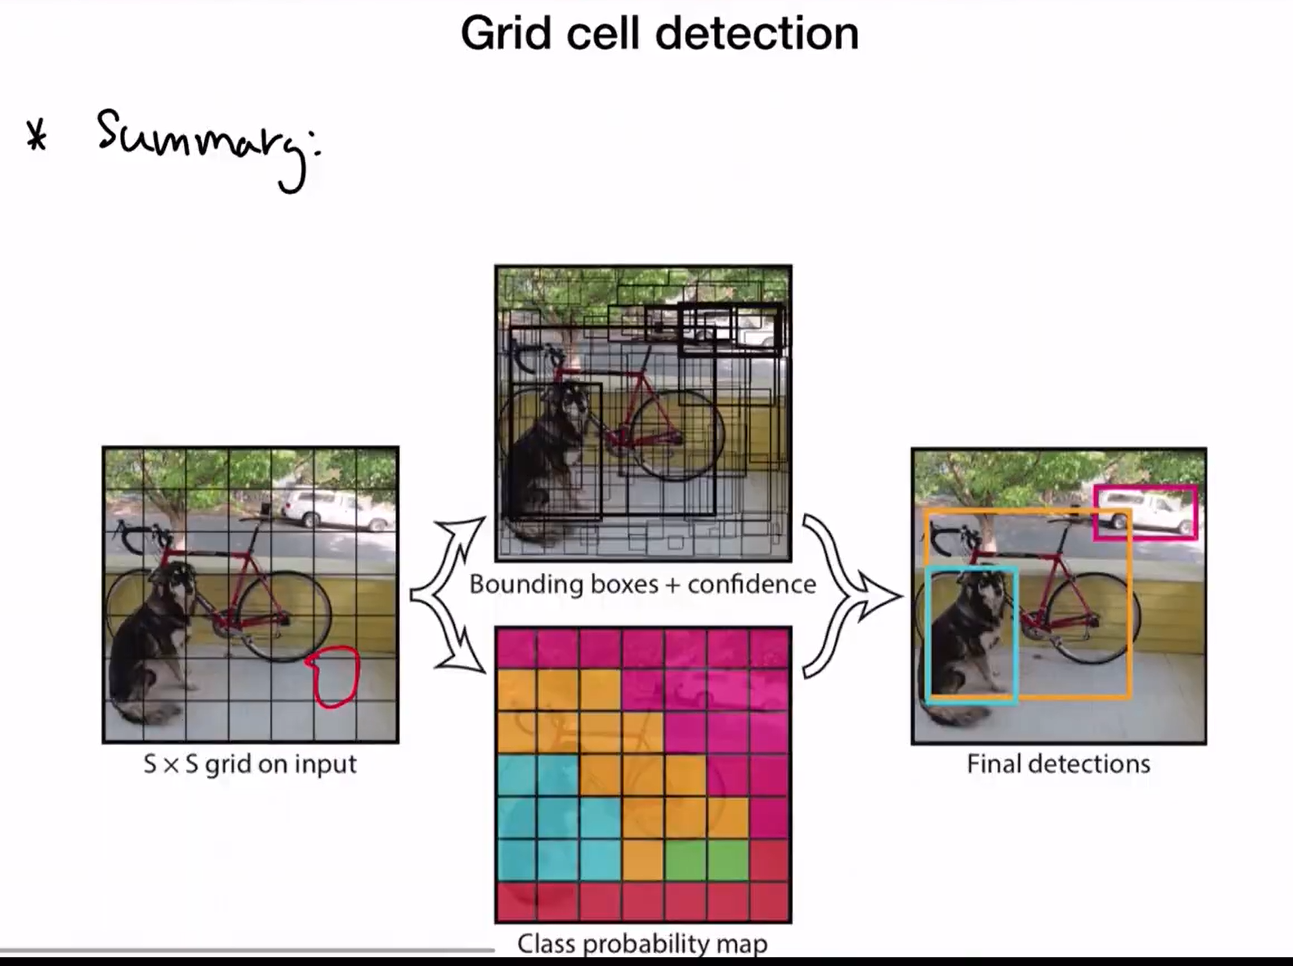 Grid cell detection
* Summary:
Bounding boxes + confidence
S × S grid on input
Final detections
Class probability map